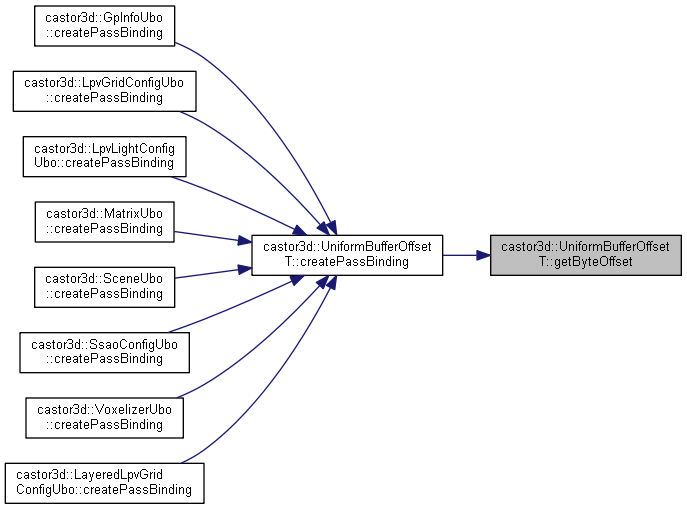 castor3d::GpInfoUbo
::createPassBinding
castor3d::LpvGridConfigUbo
::createPassBinding
castor3d::LpvLightConfig
Ubo::createPassBinding
castor3d::MatrixUbo
::createPassBinding
castor3d::SceneUbo
::createPassBinding
castor3d::SsaoConfigUbo
::createPassBinding
castor3d::VoxelizerUbo
::createPassBinding
castor3d::LayeredLpvGrid
ConfigUbo::createPassBinding
castor3d::UniformBufferOffset
T::createPassBinding
castor3d::UniformBufferOffset
T::getByteOffset